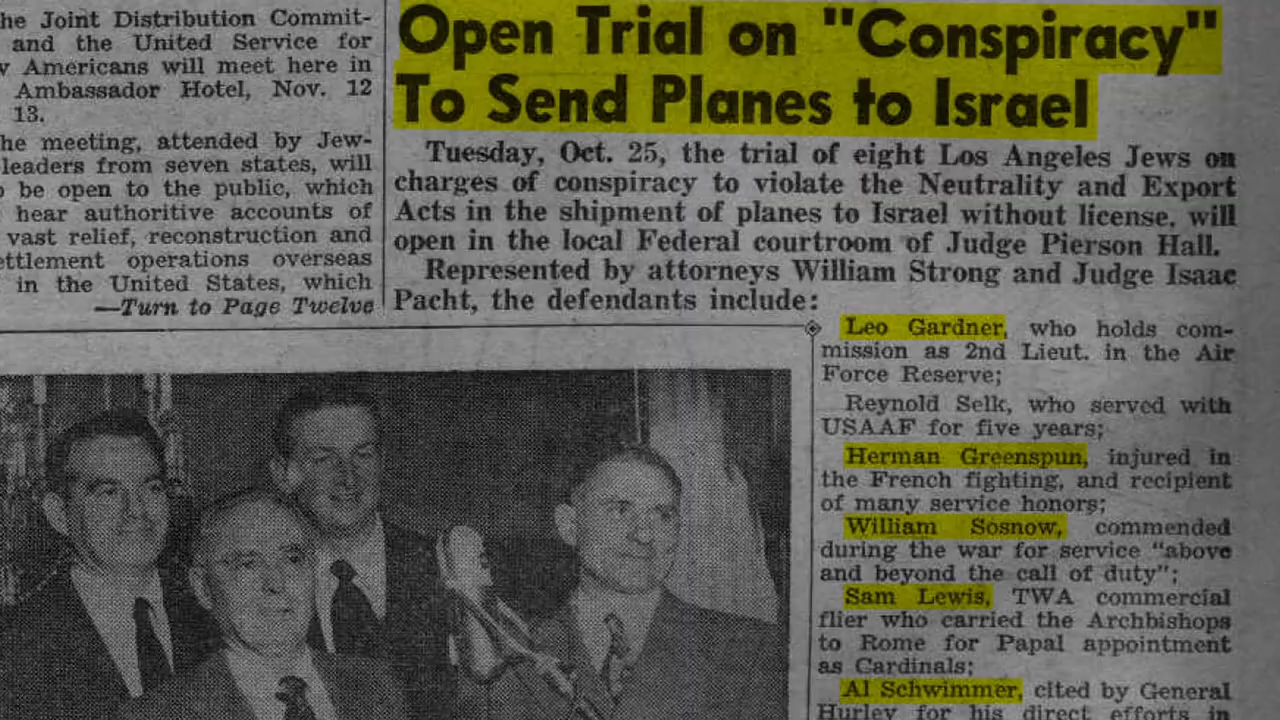 he Joint Distribution Commit-
and the United Service for
Americans will meet here in
Ambassador Hotel, Nov. 12
13.
he meeting, attended by Jew-
leaders from seven states, will
be open to the public, which
hear authoritive accounts of
vast relief, reconstruction and
ettlement operations overseas
in the United States, which
—Turn to Page Twelve
Open Trial on "Conspiracy"
To Send Planes to Israel
Tuesday, Oct. 25, the trial of eight Los Angeles Jews on
charges of conspiracy to violate the Neutrality and Export
Acts in the shipment of planes to Israel without license, will
open in the local Federal courtroom of Judge Pierson Hall.
Represented by attorneys William Strong and Judge Isaac
Pacht, the defendants include:
Leo Gardner, who holds com-
mission as 2nd Lieut. in the Air
Force Reserve;
Reynold Selk, who served with
USAAF for five years;
Herman Greenspun, injured in
the French fighting, and recipient
of many service honors;
William Sosnow, commended
during the war for service "above
and beyond the call of duty";
Sam Lewis, TWA commercial
flier who carried the Archbishops
to Rome for Papal appointment
as Cardinals;
Al Schwimmer, cited by General
Hurley for his direct efforts in